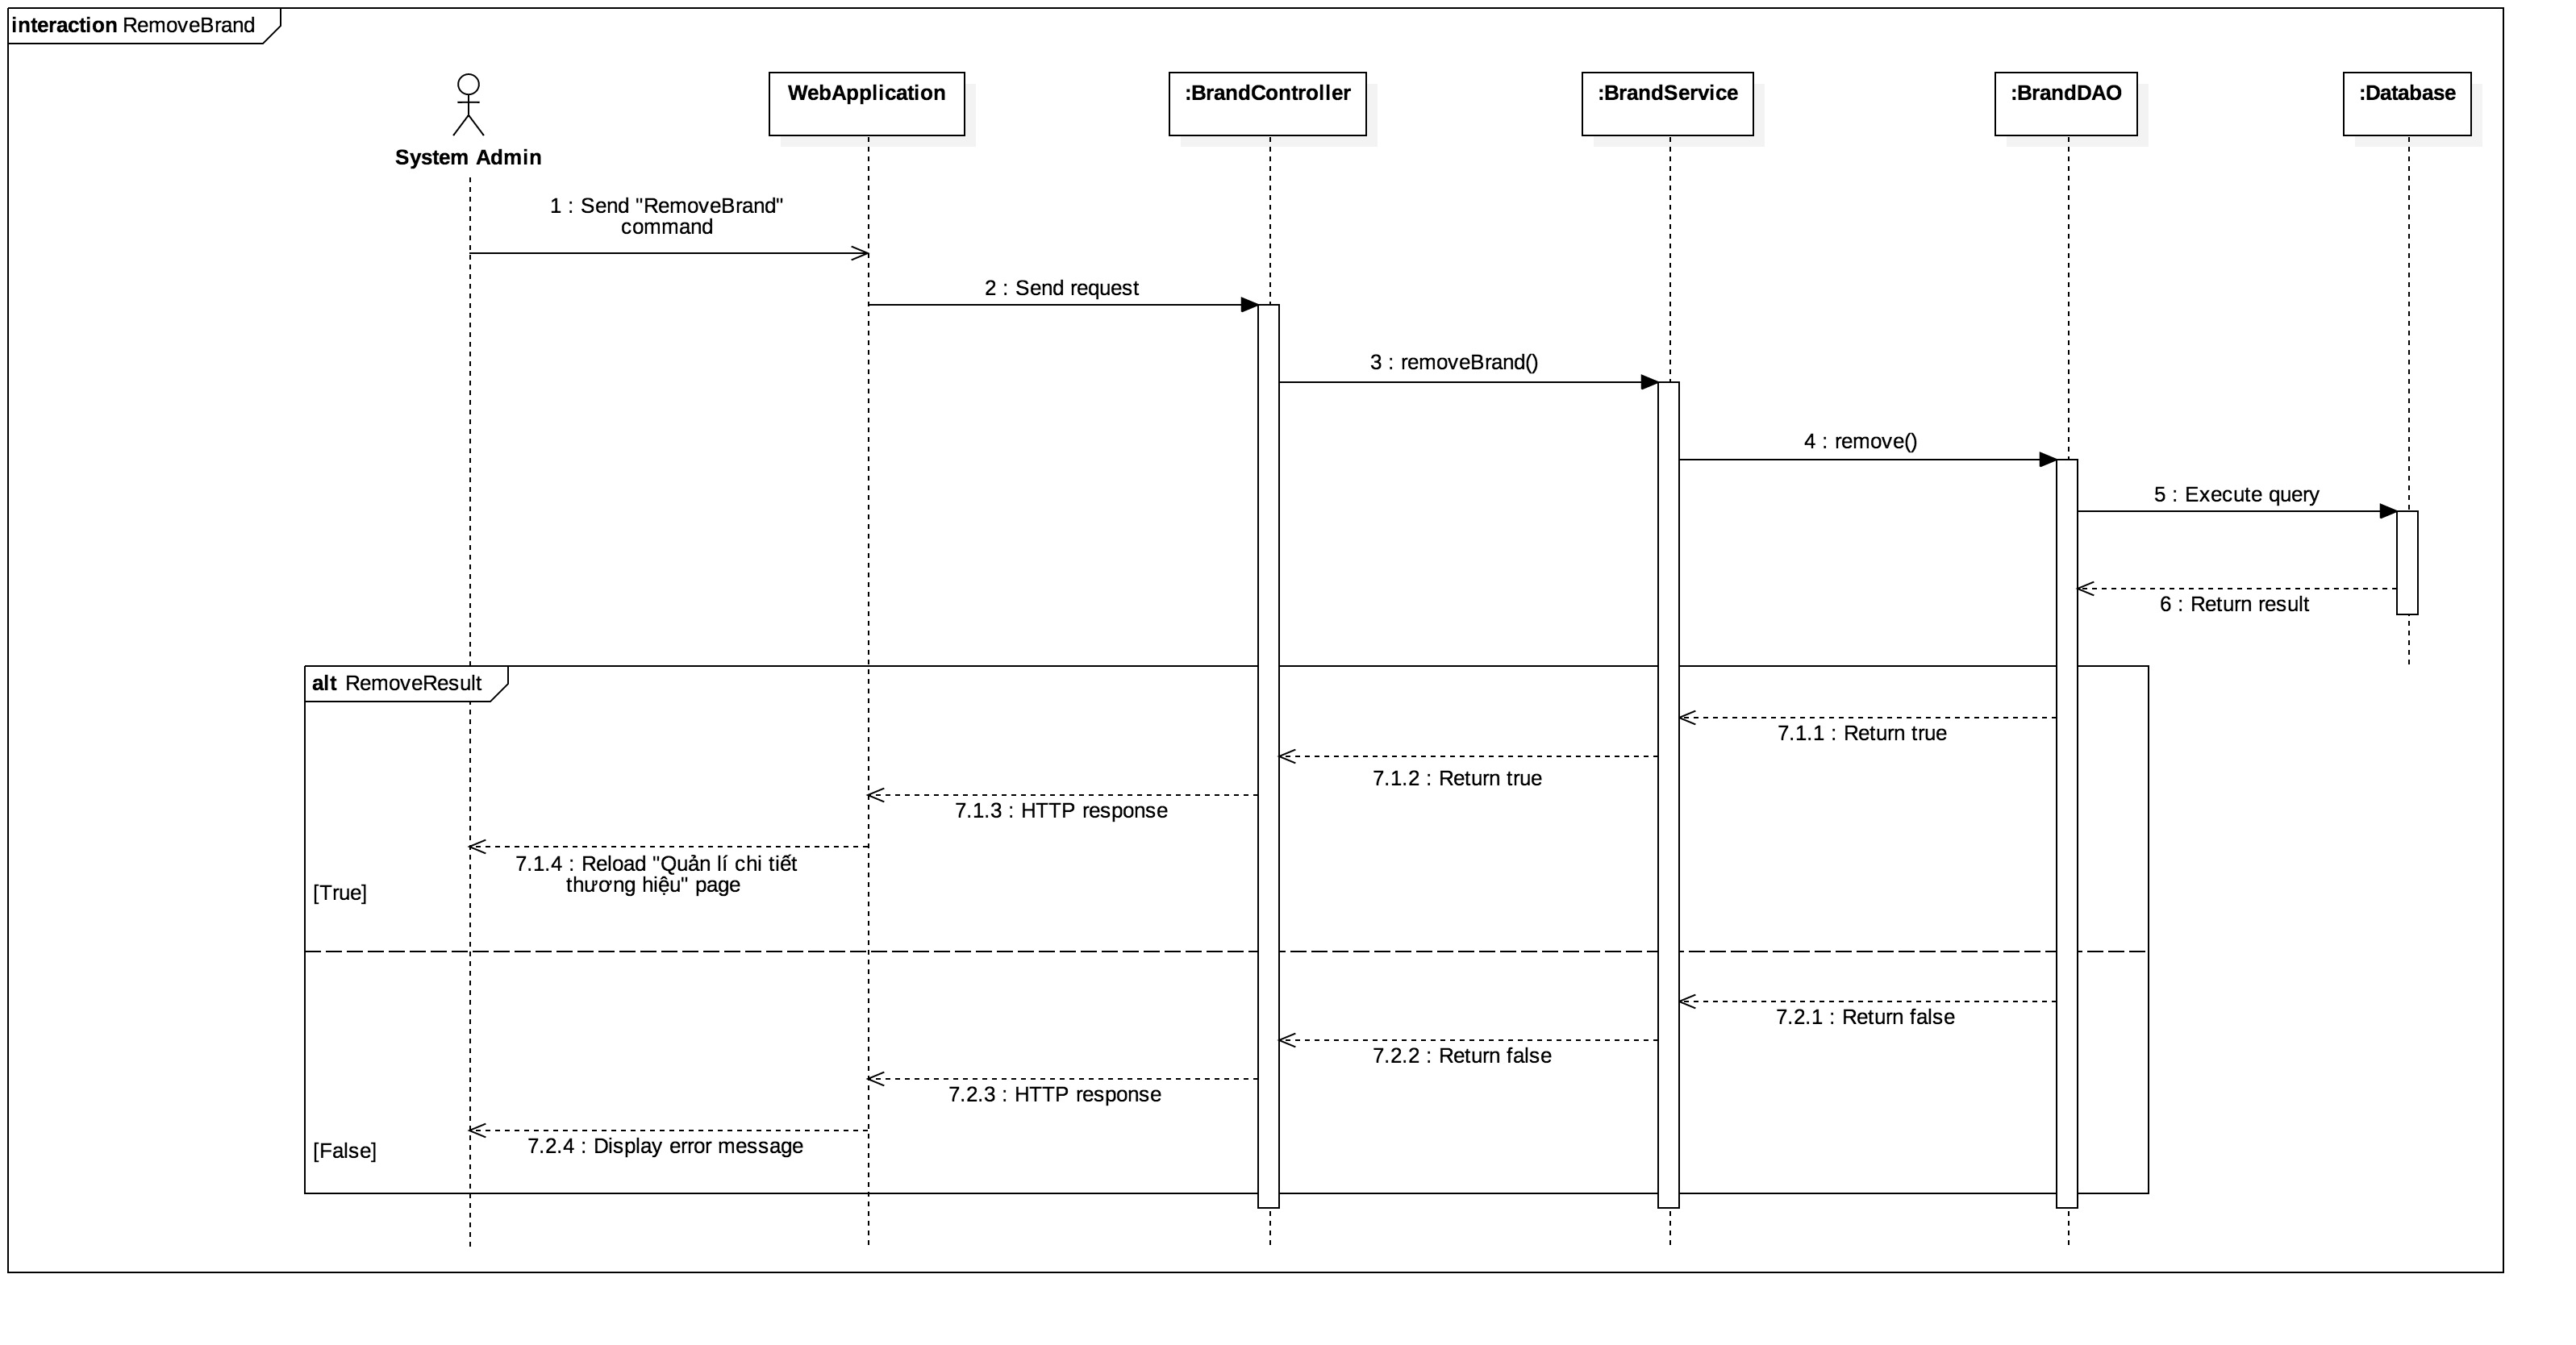 interaction RemoveBrand
System Admin
WebApplication
:BrandController
:BrandService
:BrandDAO
:Database
1 : Send "RemoveBrand"
command
2 : Send request
3 : removeBrand()
4 : remove()
5 : Execute query
6 : Return result
alt RemoveResult
7.1.1 : Return true
7.1.2 : Return true
7.1.3 : HTTP response
7.1.4 : Reload "Quản lí chi tiết
thương hiệu" page
[True]
7.2.1 : Return false
7.2.2 : Return false
7.2.3 : HTTP response
7.2.4 : Display error message
[False]